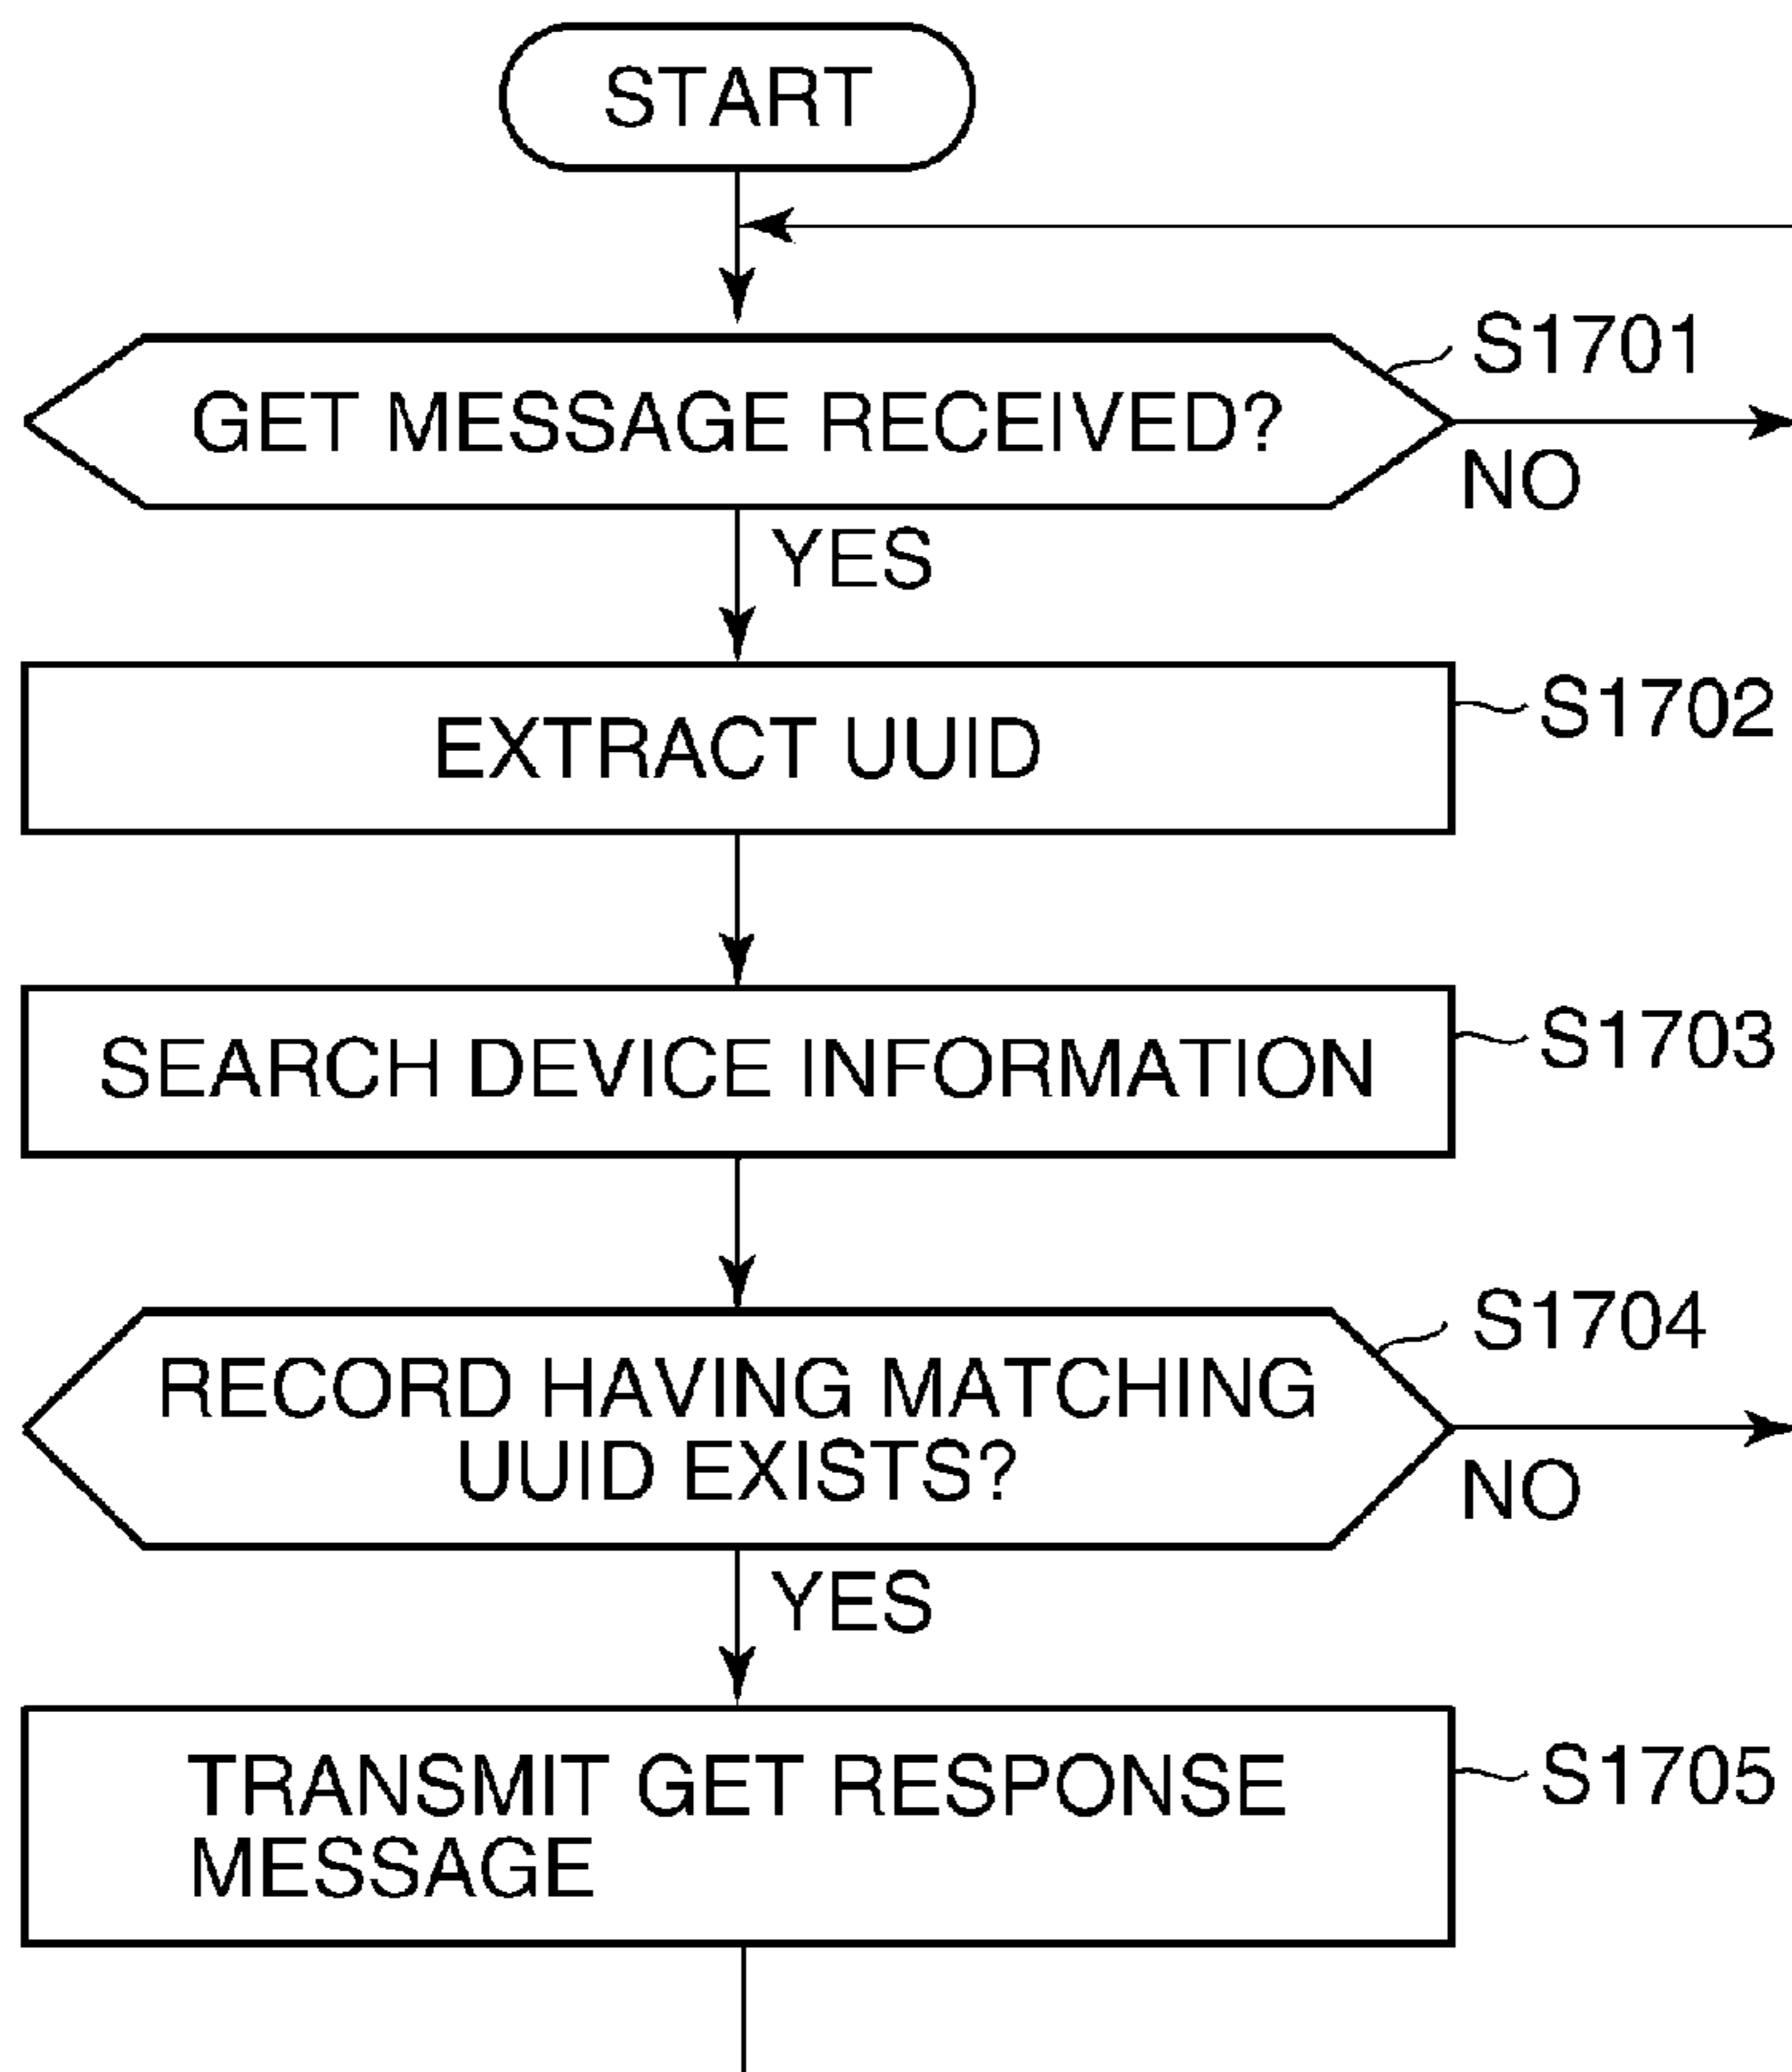 START
S1701
GET MESSAGE RECEIVED?
NO
YES
S1702
EXTRACT UUID
S1703
SEARCH DEVICE INFORMATION
S1704
RECORD HAVING MATCHING
UUID EXISTS?
NO
YES
TRANSMIT GET RESPONSE
S1705
MESSAGE